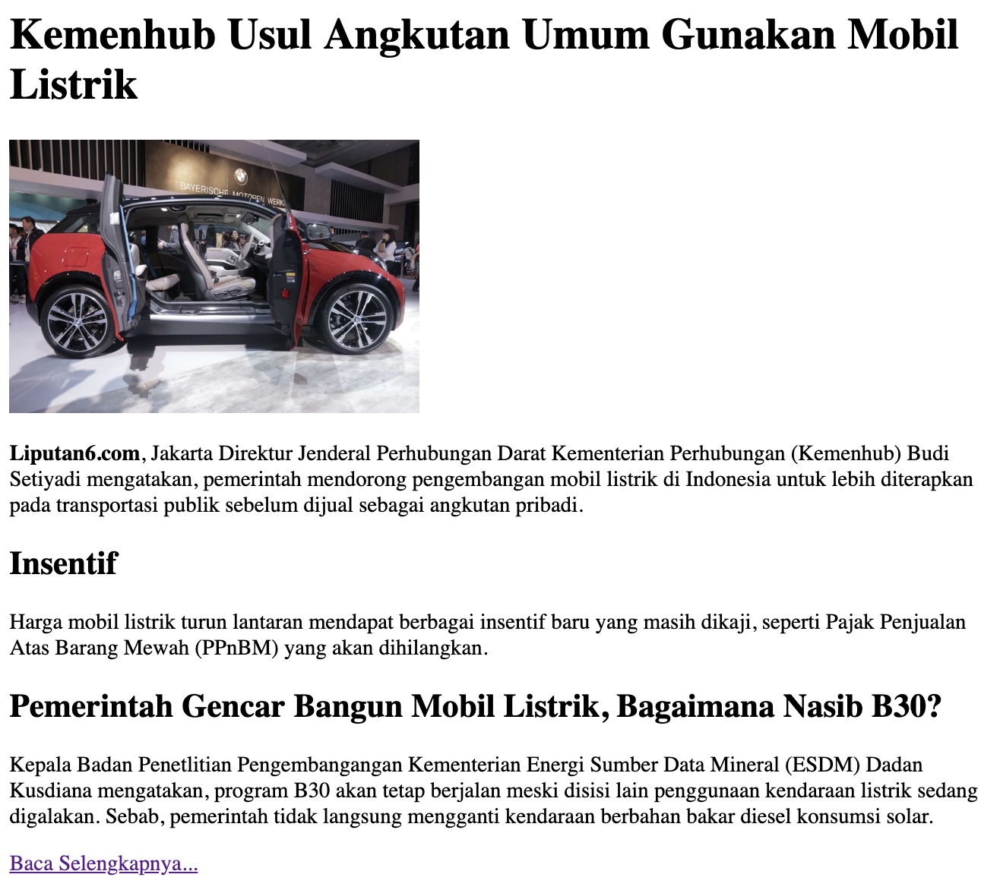 Kemenhub Usul Angkutan Umum Gunakan Mobil
Listrik
BAYERISCHE MOTOREN WERK
Liputan6.com, Jakarta Direktur Jenderal Perhubungan Darat Kementerian Perhubungan (Kemenhub) Budi
Setiyadi mengatakan, pemerintah mendorong pengembangan mobil listrik di Indonesia untuk lebih diterapkan
pada transportasi publik sebelum dijual sebagai angkutan pribadi.
Insentif
Harga mobil listrik turun lantaran mendapat berbagai insentif baru yang masih dikaji, seperti Pajak Penjualan
Atas Barang Mewah (PPnBM) yang akan dihilangkan.
Pemerintah Gencar Bangun Mobil Listrik, Bagaimana Nasib B30?
Kepala Badan Penetlitian Pengembangangan Kementerian Energi Sumber Data Mineral (ESDM) Dadan
Kusdiana mengatakan, program B30 akan tetap berjalan meski disisi lain penggunaan kendaraan listrik sedang
digalakan. Sebab, pemerintah tidak langsung mengganti kendaraan berbahan bakar diesel konsumsi solar.
Baca Selengkapnya...